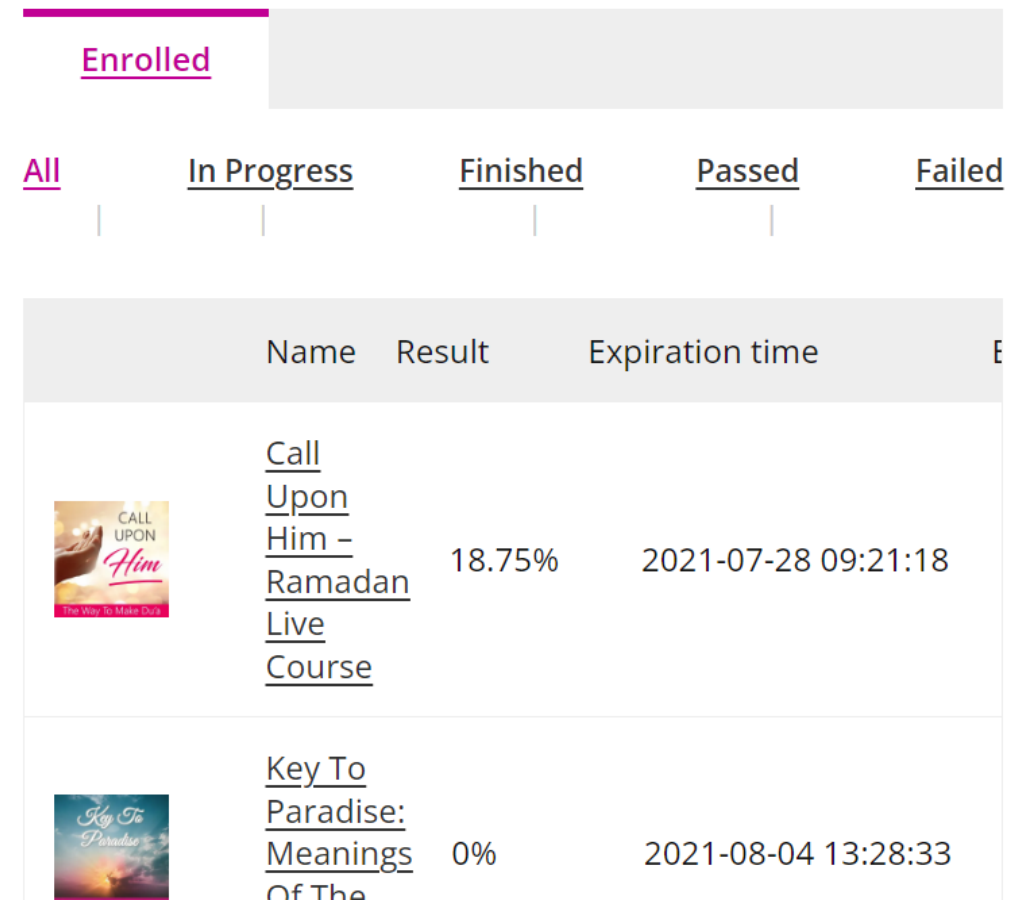 Enrolled
All In Progress Finished Passed Failed
| | | |
Name Result Expiration time
CALL
UPON
Him
The Way To Make Du'a
Call
Upon
Him –
Ramadan
Live
Course
18.75% 2021-07-28 09:21:18
Key To
Paradise
Key To
Paradise:
Meanings
Of The
0% 2021-08-04 13:28:33